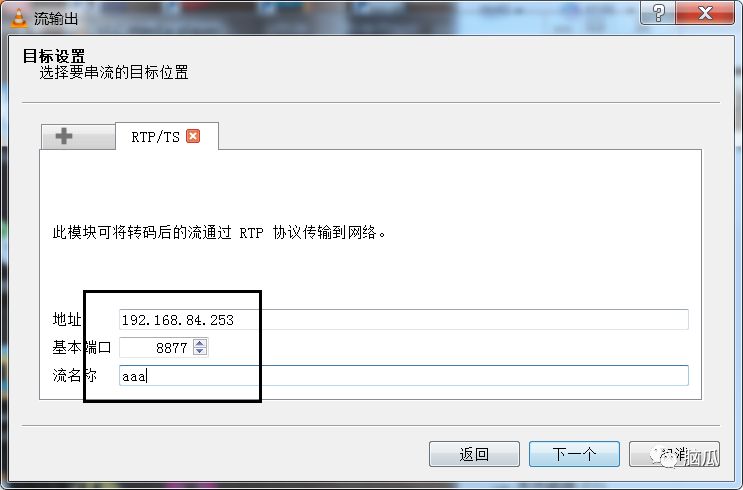 流输出
目标设置
选择要串流的目标位置
RTP/TS
此模块可将转码后的流通过 RTP 协议传输到网络。
地址 192.168.84.253
基本端口 8877
流名称 aaa
返回 下一个 取消
脑瓜